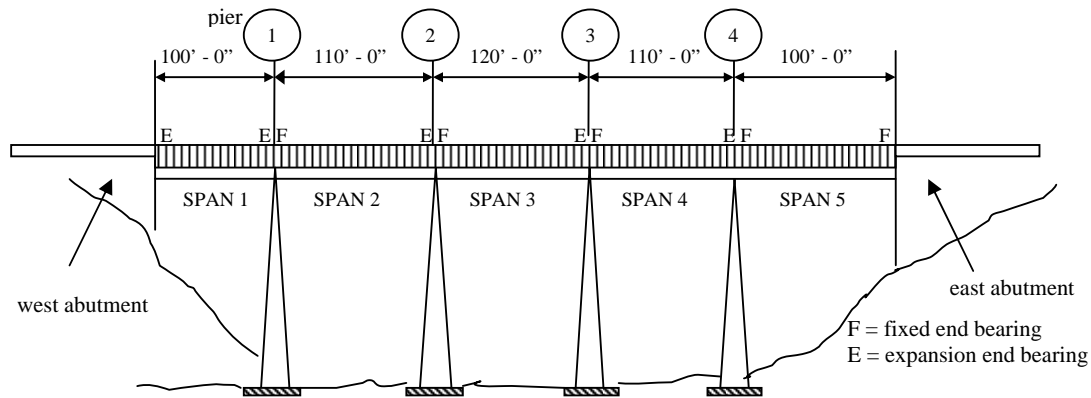 pier
1 2 3 4
100’ - 0” 110’ - 0” 120’ - 0” 110’ - 0” 100’ - 0”
E E F E F E F E F F
SPAN 1 SPAN 2 SPAN 3 SPAN 4 SPAN 5
west abutment
east abutment
F = fixed end bearing
E = expansion end bearing